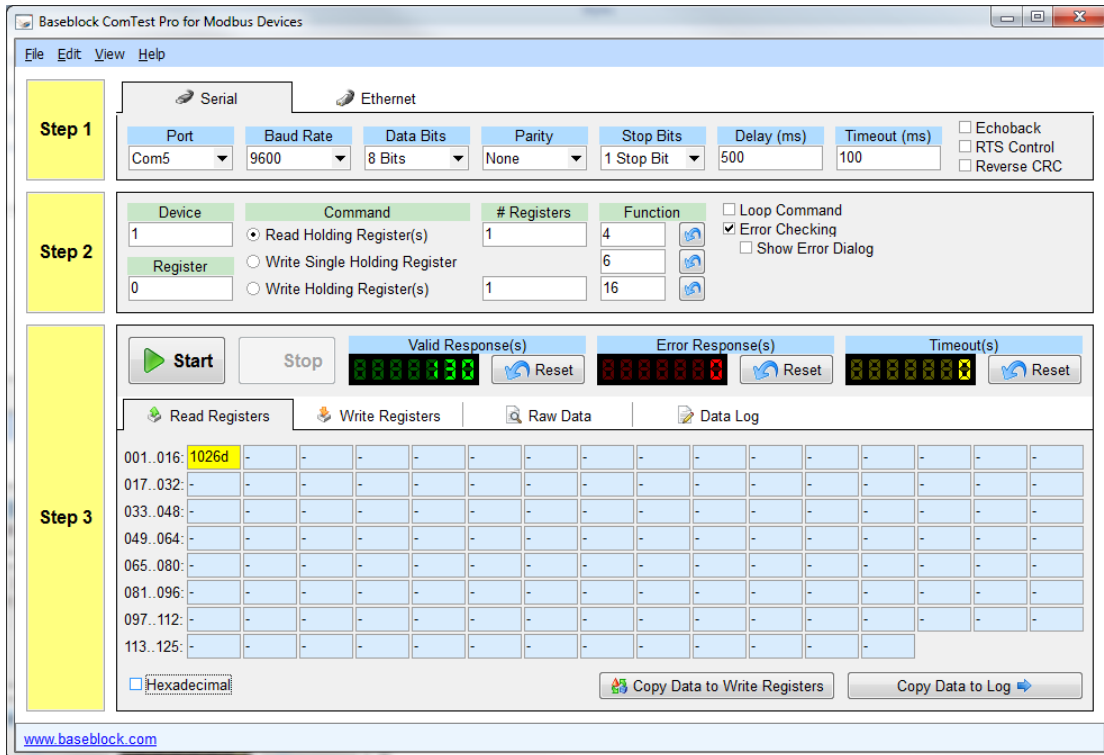 Baseblock ComTest Pro for Modbus Devices
File Edit View Help
Step 1
Serial Ethernet
Port Baud Rate Data Bits Parity Stop Bits Delay (ms) Timeout (ms)
Com5 9600 8 Bits None 1 Stop Bit 500 100
Echoback
RTS Control
Reverse CRC
Step 2
Device Command # Registers Function
1 Read Holding Register(s) 1 4
Write Single Holding Register 6
Register
0 Write Holding Register(s) 1 16
Loop Command
Error Checking
Show Error Dialog
Step 3
Start Stop
Valid Response(s) Error Response(s) Timeout(s)
130 Reset 0 Reset 0 Reset
Read Registers Write Registers Raw Data Data Log
001..016: 1026d - - - - - - - - - - - - - - -
017..032: - - - - - - - - - - - - - - - -
033..048: - - - - - - - - - - - - - - - -
049..064: - - - - - - - - - - - - - - - -
065..080: - - - - - - - - - - - - - - - -
081..096: - - - - - - - - - - - - - - - -
097..112: - - - - - - - - - - - - - - - -
113..125: - - - - - - - - - - - - -
Hexadecimal Copy Data to Write Registers Copy Data to Log
www.baseblock.com